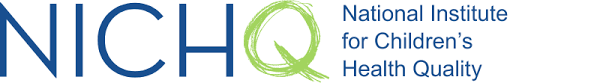 NICHQ
National Institute
for Children's
Health Quality